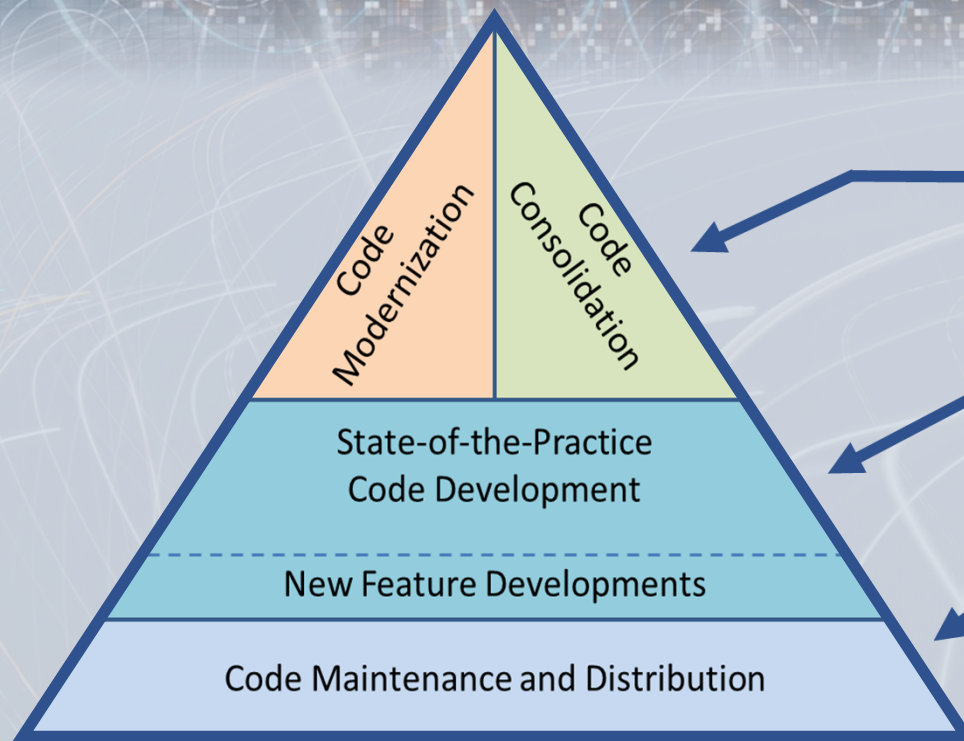 Code
Modernization
Code
Consolidation
State-of-the-Practice
Code Development
New Feature Developments
Code Maintenance and Distribution